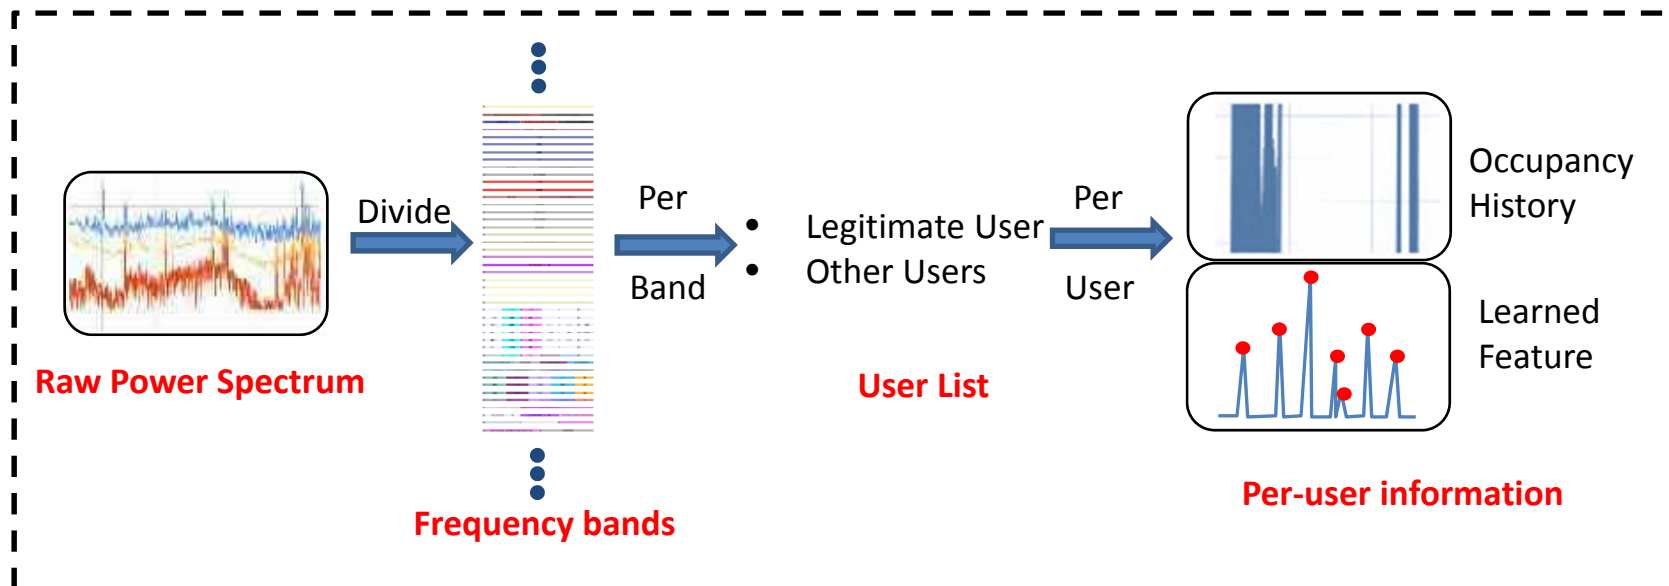 Divide
Raw Power Spectrum
Frequency bands
Per
Band
• Legitimate User
• Other Users
User List
Per
User
Occupancy
History
Learned
Feature
Per-user information